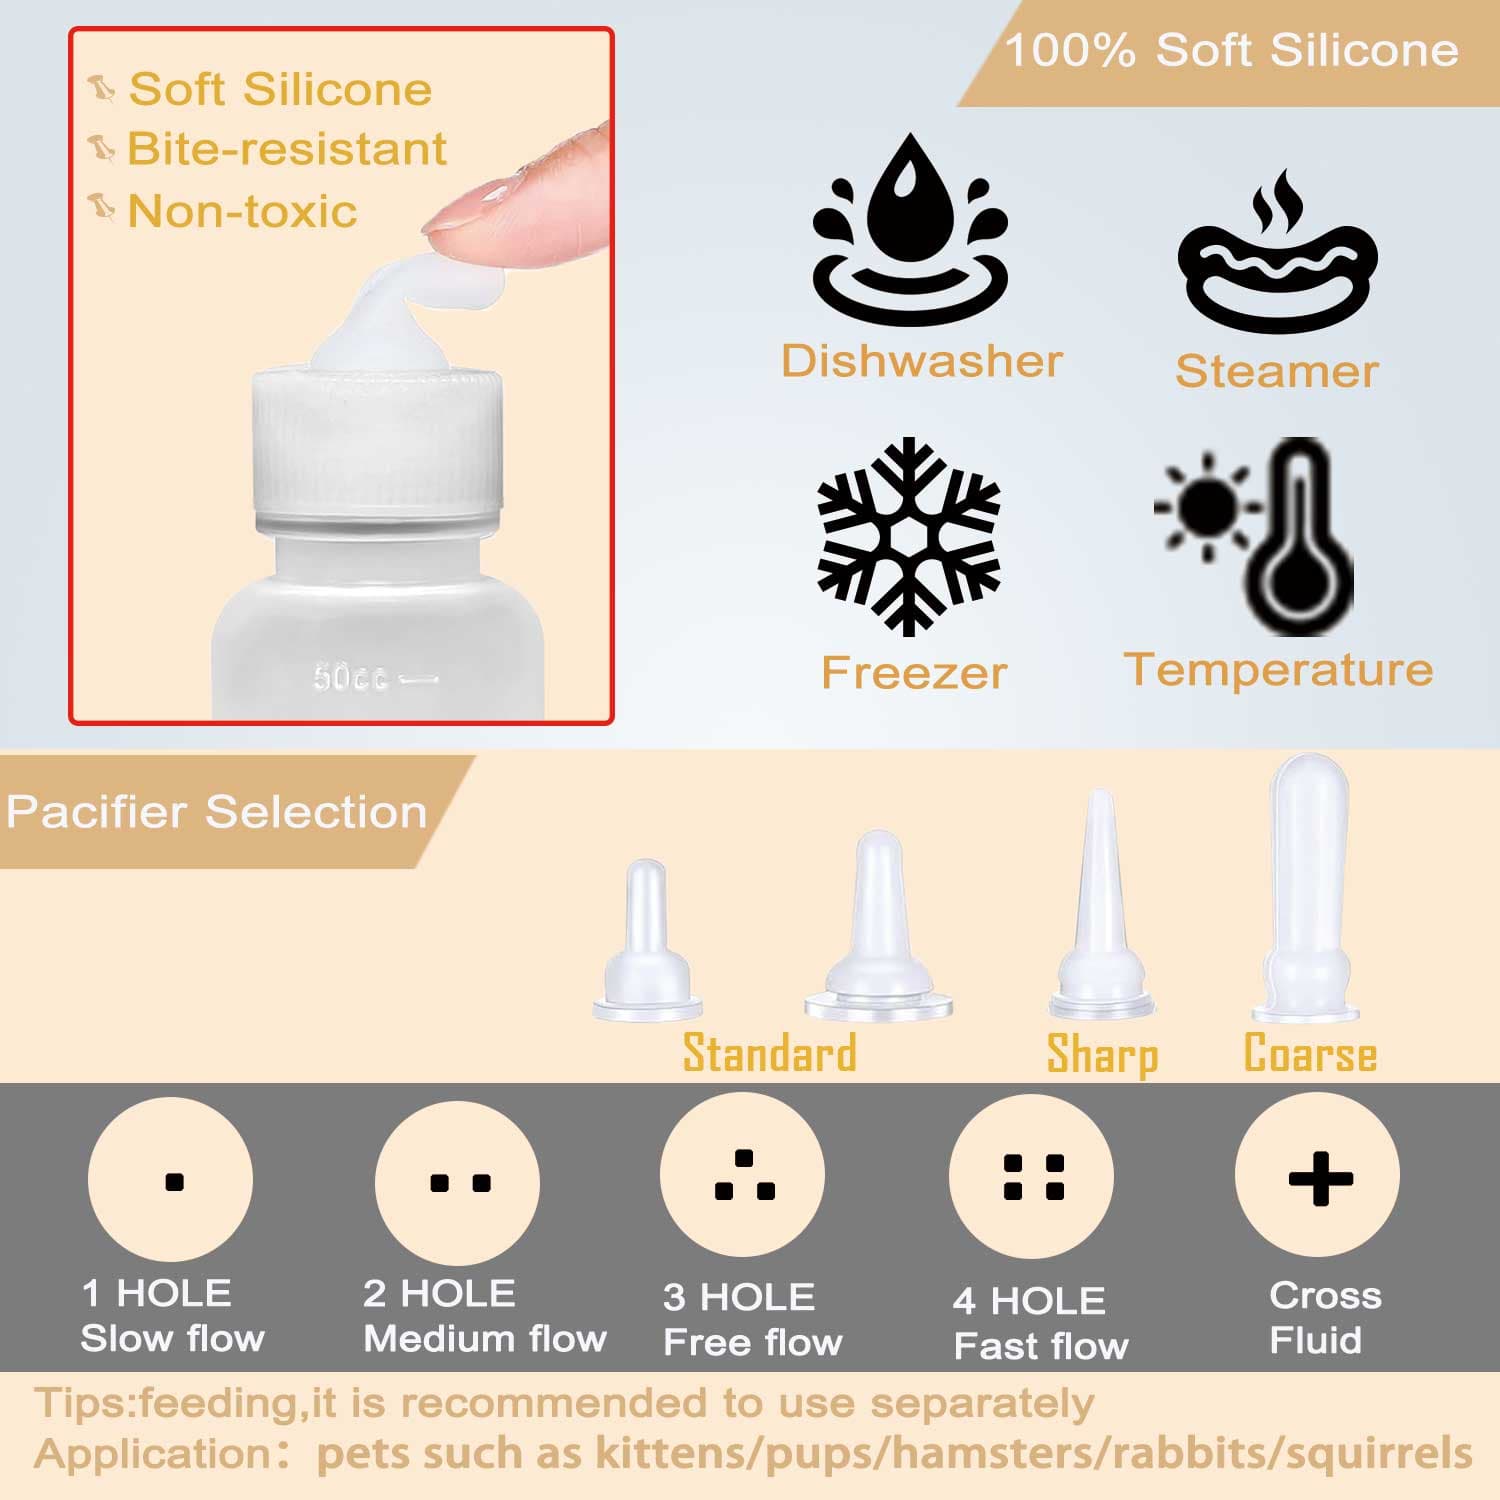 Soft Silicone
Bite-resistant
Non-toxic
50cc
100% Soft Silicone
Dishwasher
Steamer
Freezer
Temperature
Pacifier Selection
Standard
Sharp
Coarse
1 HOLE
Slow flow
2 HOLE
Medium flow
3 HOLE
Free flow
4 HOLE
Fast flow
Cross
Fluid
Tips:feeding,it is recommended to use separately
Application：pets such as kittens/pups/hamsters/rabbits/squirrels